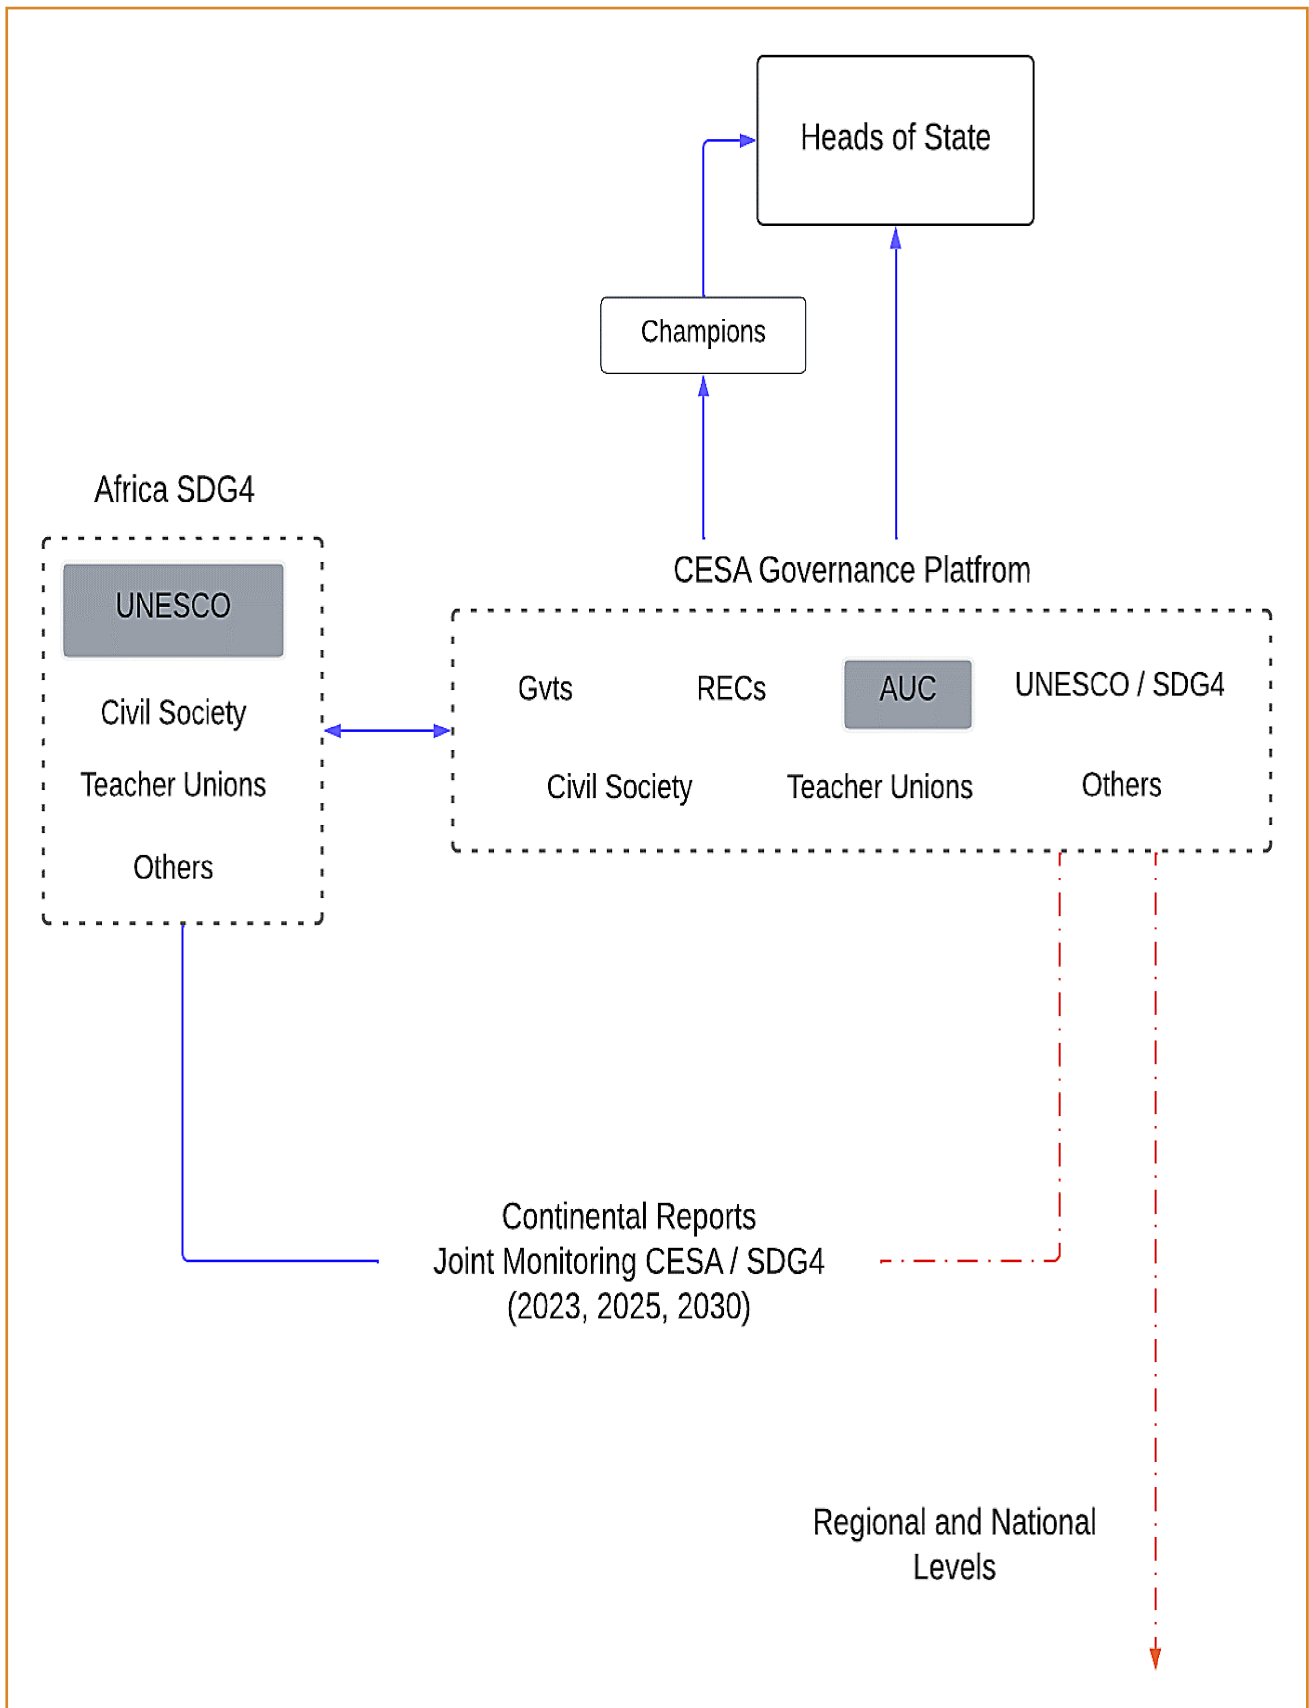 Heads of State
Champions
Africa SDG4
UNESCO
Civil Society
Teacher Unions
Others
CESA Governance Platfrom
Gvts
RECs
AUC
UNESCO / SDG4
Civil Society
Teacher Unions
Others
Continental Reports
Joint Monitoring CESA / SDG4
(2023, 2025, 2030)
Regional and National
Levels